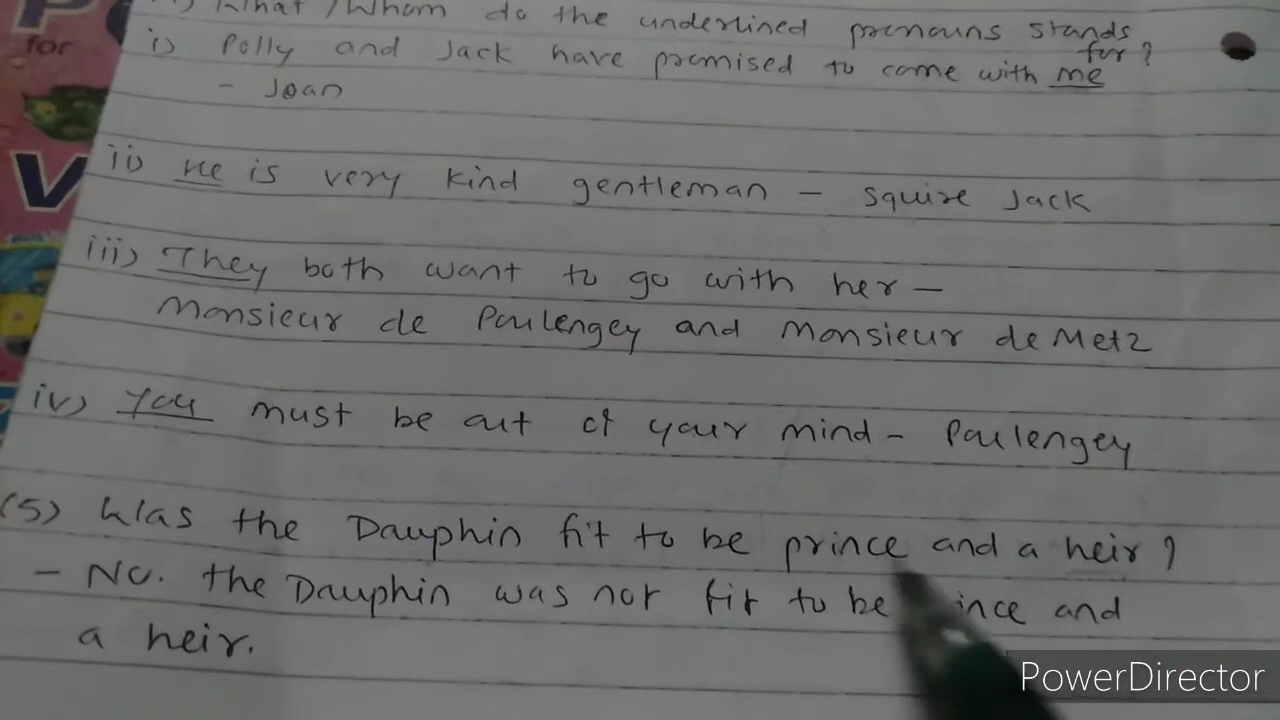 What / Whom do the underlined pronouns stands for?
i) Polly and Jack have promised to come with me
- Joan
ii) He is very kind gentleman - Squire Jack
iii) They both want to go with her -
Monsieur de Poulengey and Monsieur de Metz
iv) You must be out of your mind - Poulengey
(5) Was the Dauphin fit to be prince and a heir?
- No. the Dauphin was not fit to be and
a heir.
for
V
PowerDirector